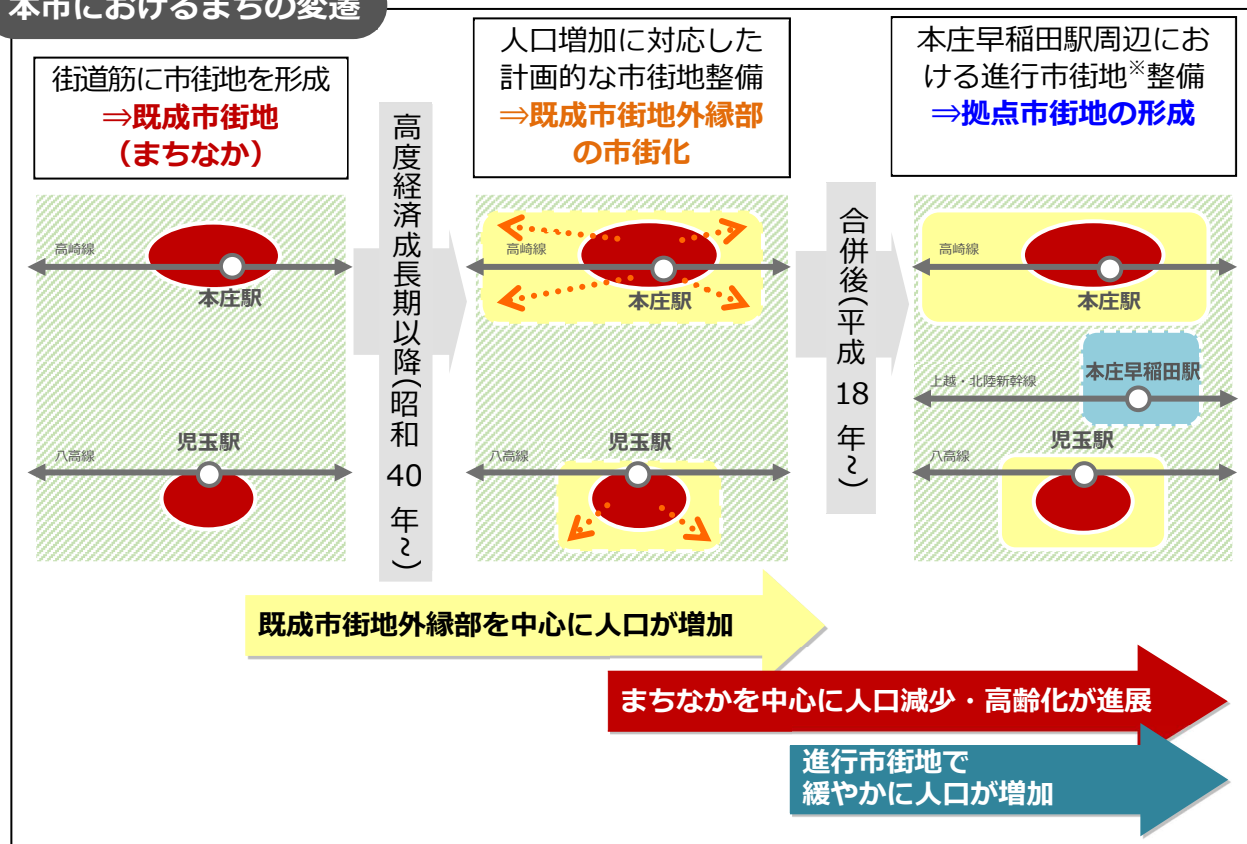 本市におけるまちの変遷
街道筋に市街地を形成
⇒既成市街地
（まちなか）
高度経済成長期以降(昭和40年~)
人口増加に対応した
計画的な市街地整備
⇒既成市街地外縁部
の市街化
合併後(平成18年~)
本庄早稲田駅周辺にお
ける進行市街地※整備
⇒拠点市街地の形成
高崎線
本庄駅
児玉駅
八高線
高崎線
本庄駅
児玉駅
八高線
高崎線
本庄駅
上越・北陸新幹線
本庄早稲田駅
児玉駅
八高線
既成市街地外縁部を中心に人口が増加
まちなかを中心に人口減少・高齢化が進展
進行市街地で
緩やかに人口が増加